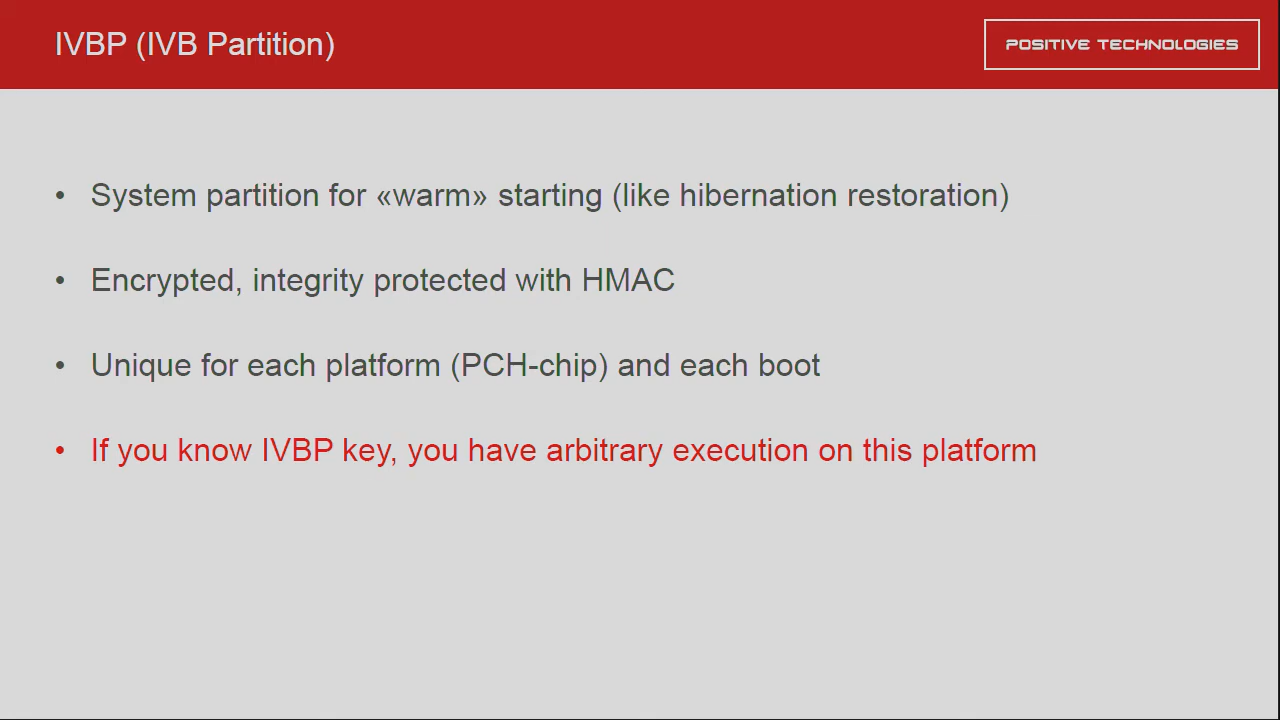 IVBP (IVB Partition)
POSITIVE TECHNOLOGIES
• System partition for «warm» starting (like hibernation restoration)
• Encrypted, integrity protected with HMAC
• Unique for each platform (PCH-chip) and each boot
• If you know IVBP key, you have arbitrary execution on this platform